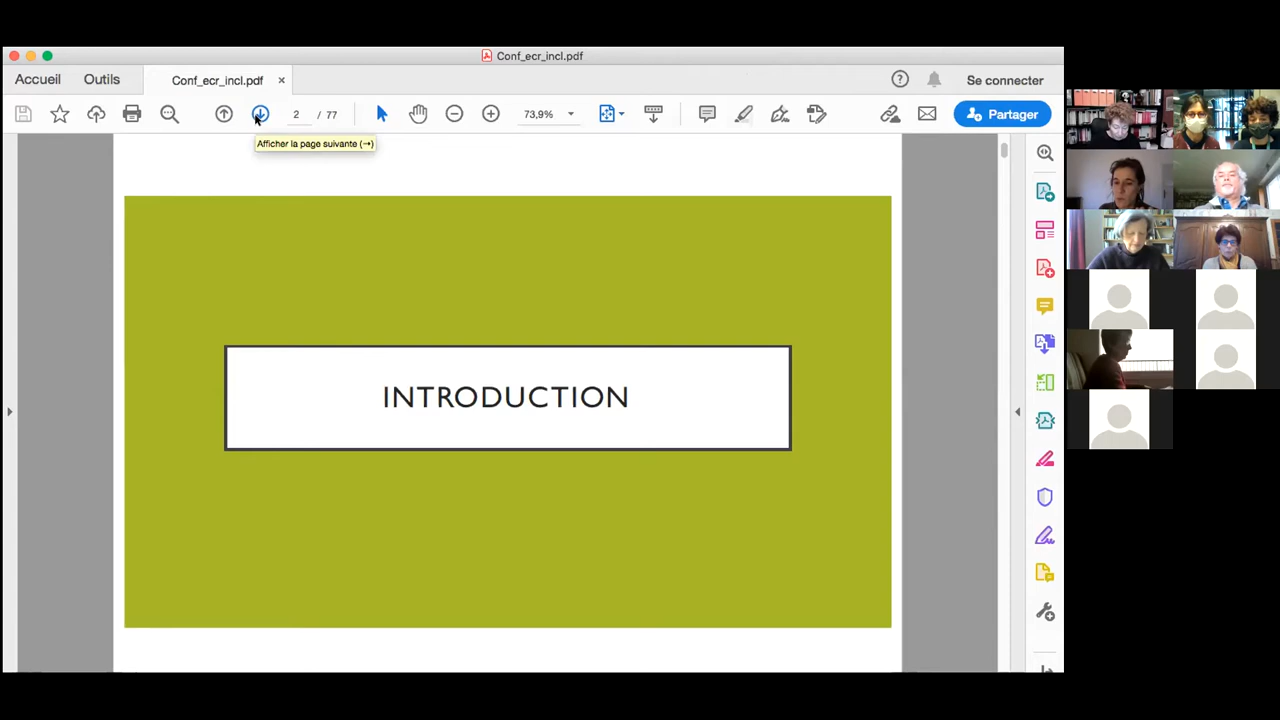 Conf_ecr_incl.pdf
Accueil Outils Conf_ecr_incl.pdf × Se connecter
2 / 77 73,9% Partager
Afficher la page suivante (→)
INTRODUCTION